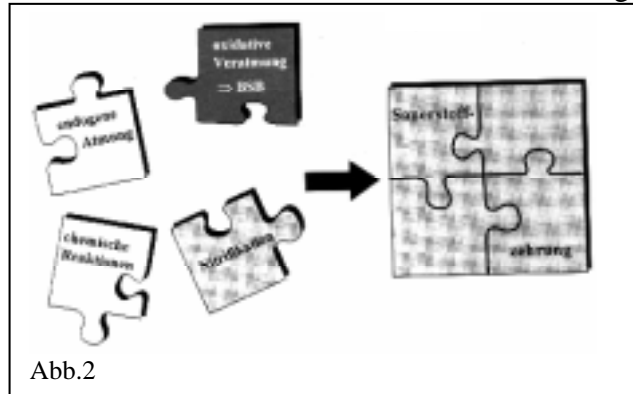 oxidative
Veratmung
⇒ BSB
endogene
Atmung
chemische
Reaktionen
Nitrifikation
Sauerstoff-
zehrung
Abb.2